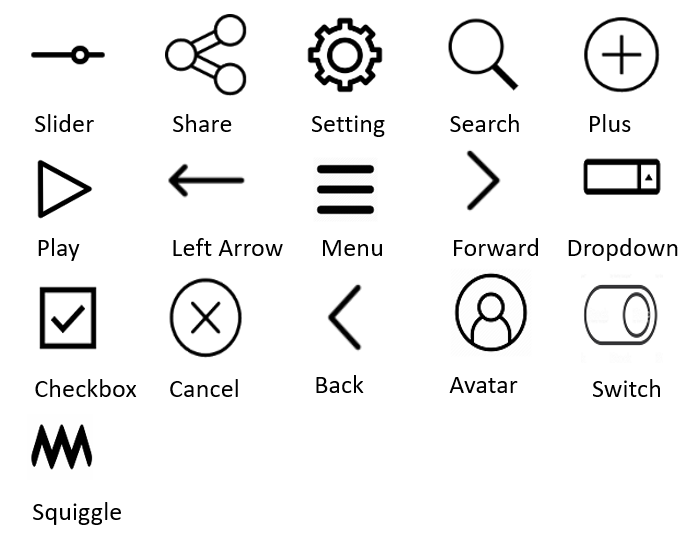 Slider Share Setting Search Plus
Play Left Arrow Menu Forward Dropdown
Checkbox Cancel Back Avatar Switch
Squiggle